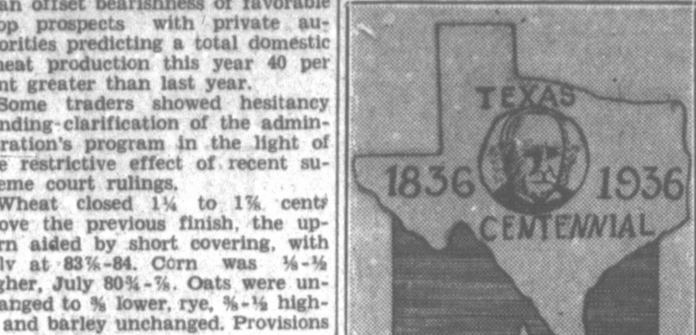 an offset bearishness of favorable
op prospects with private au-
orities predicting a total domestic
heat production this year 40 per
nt greater than last year.
Some traders showed hesitancy
nding clarification of the admin-
ration's program in the light of
e restrictive effect of recent su-
eme court rulings.
Wheat closed 1¼ to 1⅞ cents
ove the previous finish, the up-
rn aided by short covering, with
ly at 83⅞-84. Corn was ⅛-½
gher, July 80¾-⅞. Oats were un-
anged to ⅜ lower, rye, ⅜-½ high-
and barley unchanged. Provisions
TEXAS
1836 1936
CENTENNIAL